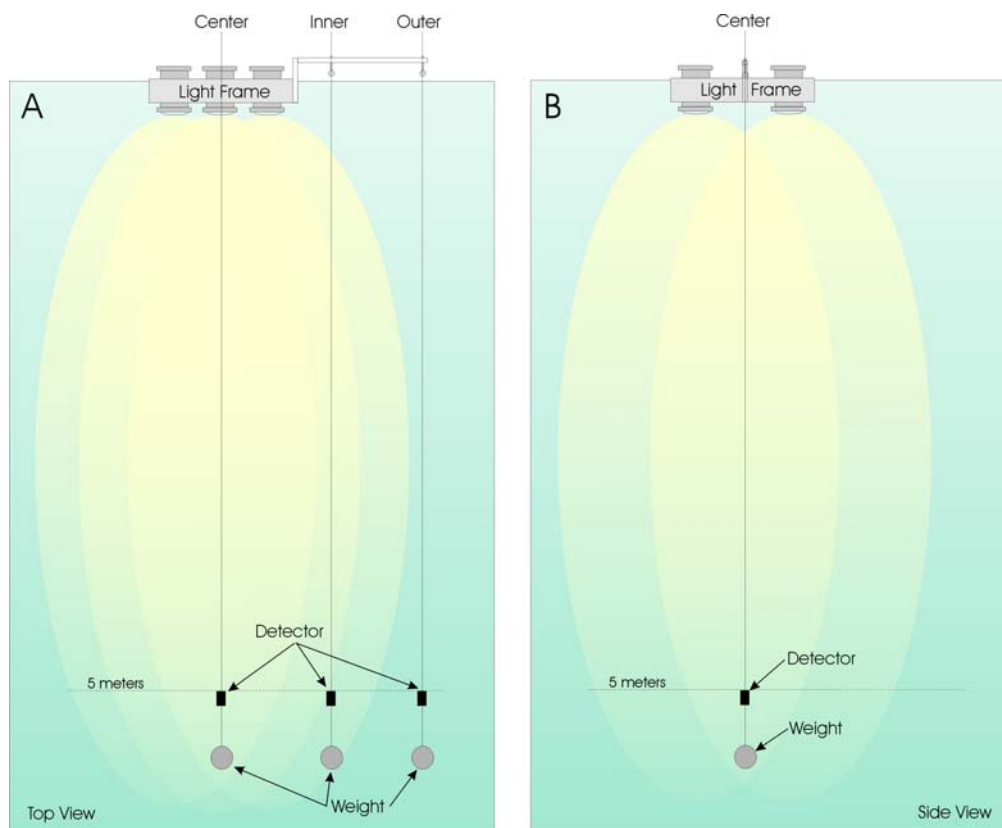 Center Inner Outer
A
Light Frame
Detector
5 meters
Weight
Top View
Center
B
Light Frame
Detector
5 meters
Weight
Side View